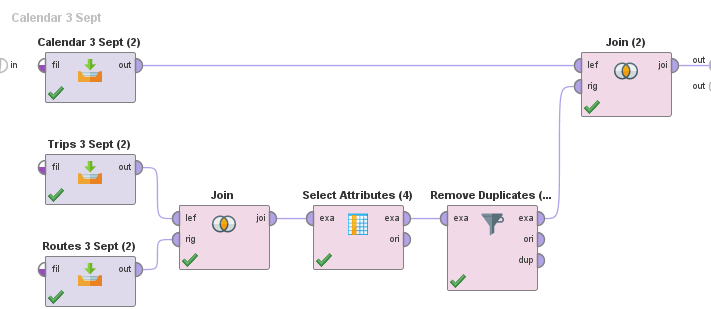 Calendar 3 Sept
Calendar 3 Sept (2)
Join (2)
in
fil
out
lef
joi
out
rig
out
Trips 3 Sept (2)
fil
out
Join
Select Attributes (4)
Remove Duplicates (...
lef
joi
exa
exa
exa
exa
rig
ori
ori
Routes 3 Sept (2)
fil
out
dup